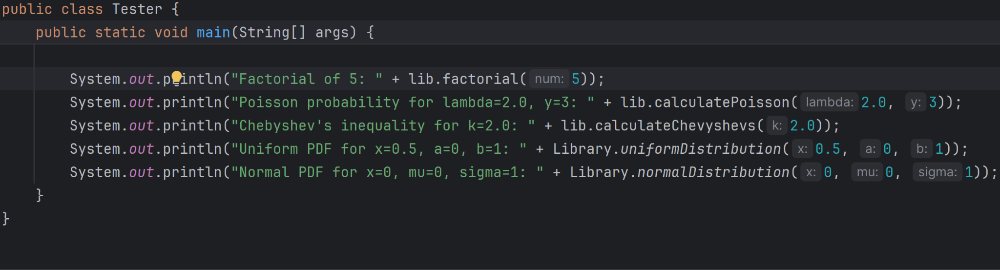 public class Tester {
public static void main(String[] args) {
System.out.println("Factorial of 5: " + lib.factorial( num: 5));
System.out.println("Poisson probability for lambda=2.0, y=3: " + lib.calculatePoisson( lambda: 2.0, y: 3));
System.out.println("Chebyshev's inequality for k=2.0: " + lib.calculateChevyshevs( k: 2.0));
System.out.println("Uniform PDF for x=0.5, a=0, b=1: " + Library.uniformDistribution( x: 0.5, a: 0, b: 1));
System.out.println("Normal PDF for x=0, mu=0, sigma=1: " + Library.normalDistribution( x: 0, mu: 0, sigma: 1));
}
}